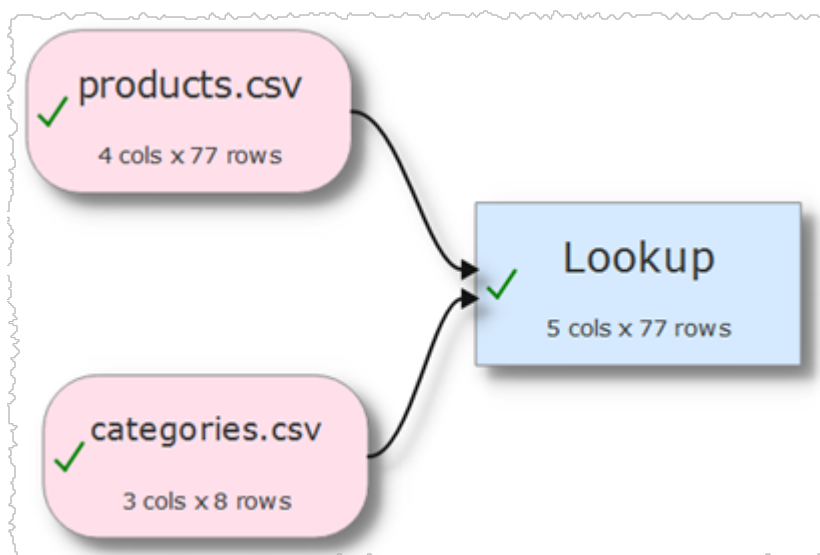 products.csv
4 cols x 77 rows
Lookup
5 cols x 77 rows
categories.csv
3 cols x 8 rows